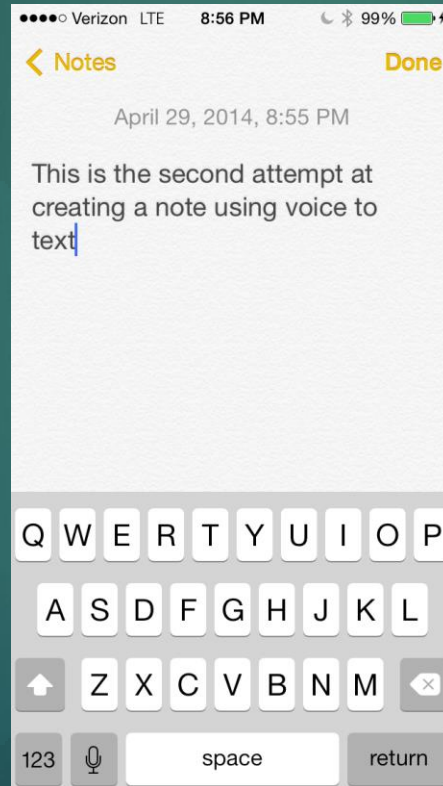 Verizon LTE 8:56 PM 99%
Notes Done
April 29, 2014, 8:55 PM
This is the second attempt at
creating a note using voice to
text
Q W E R T Y U I O P
A S D F G H J K L
Z X C V B N M
123 space return